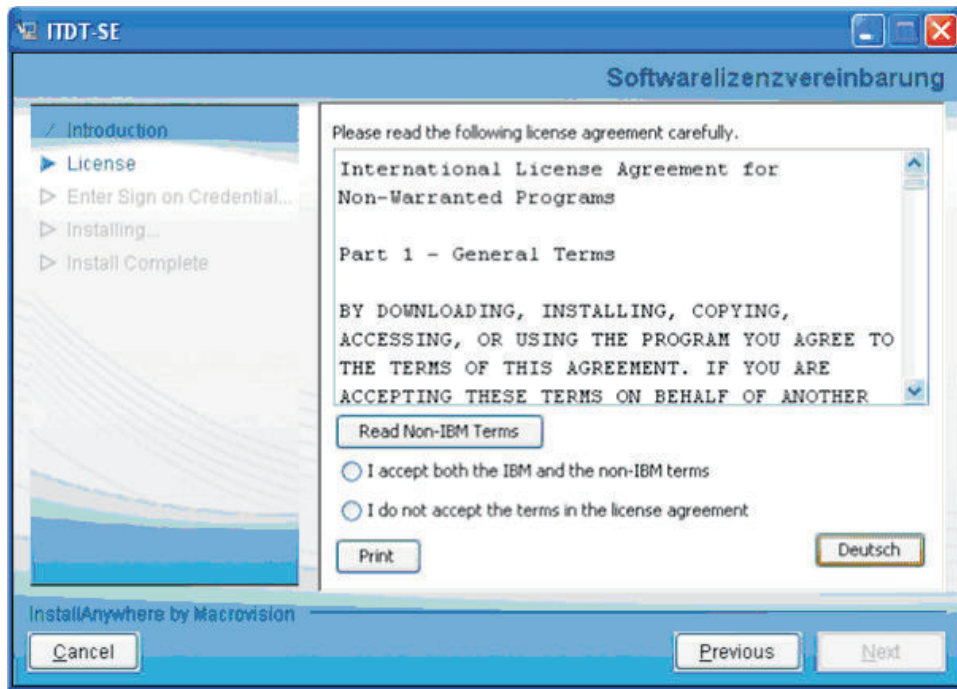 ITDT-SE
Softwarelizenzvereinbarung
Introduction
License
Enter Sign on Credential...
Installing...
Install Complete
Please read the following license agreement carefully.
International License Agreement for
Non-Warranted Programs
Part 1 - General Terms
BY DOWNLOADING, INSTALLING, COPYING,
ACCESSING, OR USING THE PROGRAM YOU AGREE TO
THE TERMS OF THIS AGREEMENT. IF YOU ARE
ACCEPTING THESE TERMS ON BEHALF OF ANOTHER
Read Non-IBM Terms
I accept both the IBM and the non-IBM terms
I do not accept the terms in the license agreement
Print
Deutsch
InstallAnywhere by Macrovision
Cancel
Previous
Next